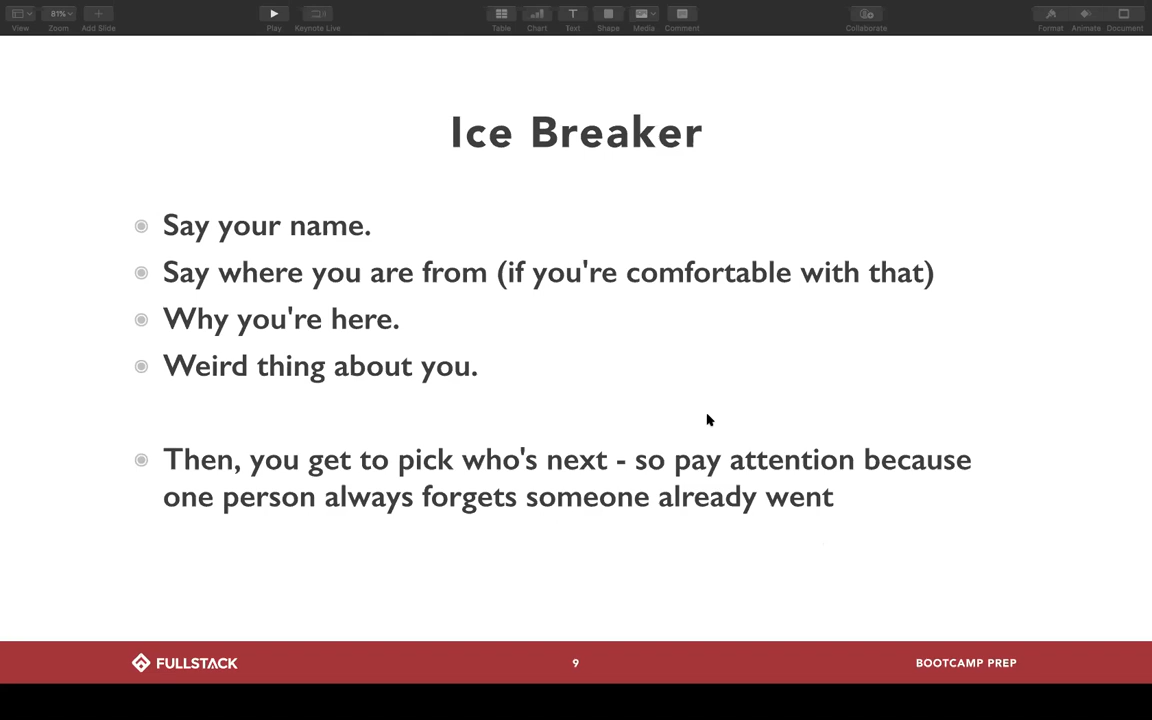 View Zoom Add Slide Play Keynote Live Table Chart Text Shape Media Comment Collaborate Format Animate Document
81%
Ice Breaker
Say your name.
Say where you are from (if you're comfortable with that)
Why you're here.
Weird thing about you.
Then, you get to pick who's next - so pay attention because
one person always forgets someone already went
FULLSTACK 9 BOOTCAMP PREP